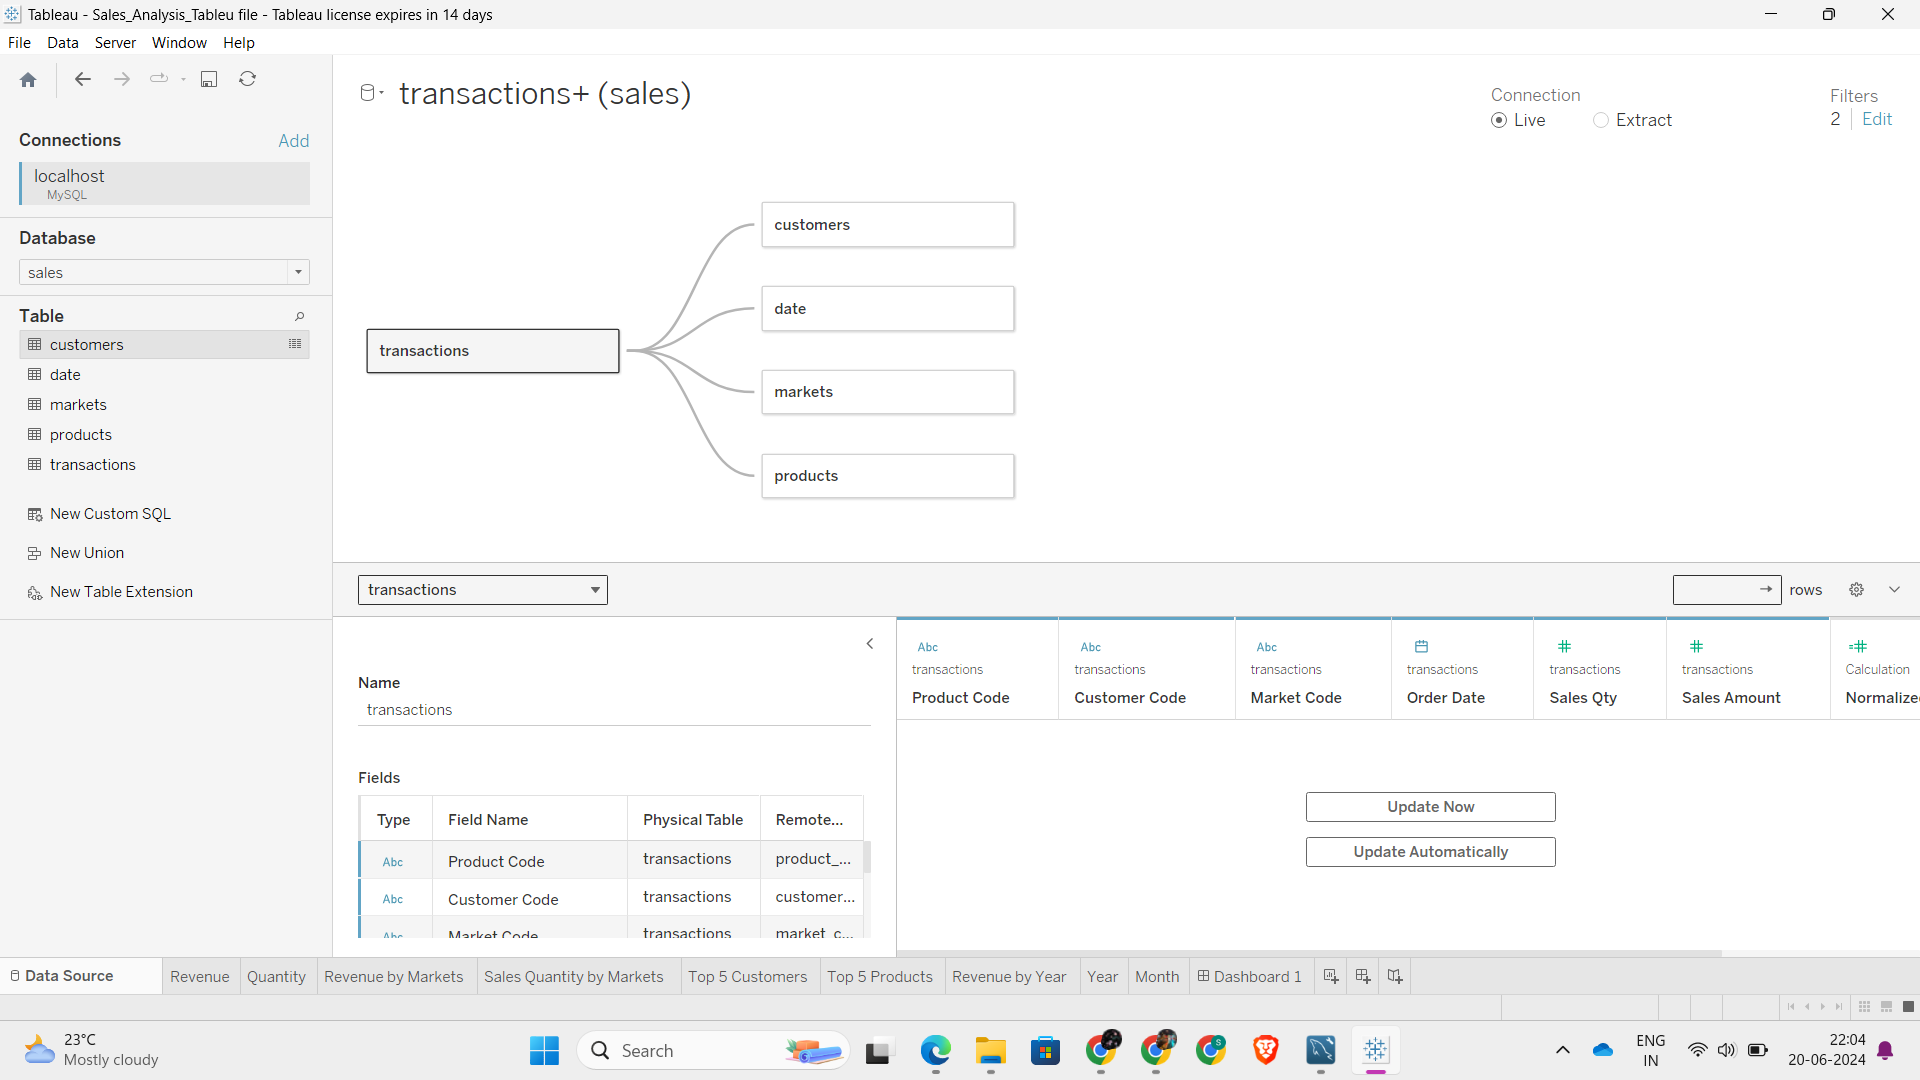 Tableau - Sales_Analysis_Tableu file - Tableau license expires in 14 days
File Data Server Window Help
transactions+ (sales)
Connection
Live Extract
Filters
2 Edit
Connections Add
localhost
MySQL
Database
sales
Table
customers
date
markets
products
transactions
New Custom SQL
New Union
New Table Extension
customers
date
transactions
markets
products
transactions
rows
Name
transactions
Fields
Type Field Name Physical Table Remote...
Abc Product Code transactions product_...
Abc Customer Code transactions customer...
Abc Market Code transactions market_c...
Abc Abc Abc
transactions transactions transactions transactions transactions transactions Calculation
Product Code Customer Code Market Code Order Date Sales Qty Sales Amount Normalize
Update Now
Update Automatically
Data Source Revenue Quantity Revenue by Markets Sales Quantity by Markets Top 5 Customers Top 5 Products Revenue by Year Year Month Dashboard 1
23°C
Mostly cloudy
Search
S
ENG
IN
22:04
20-06-2024